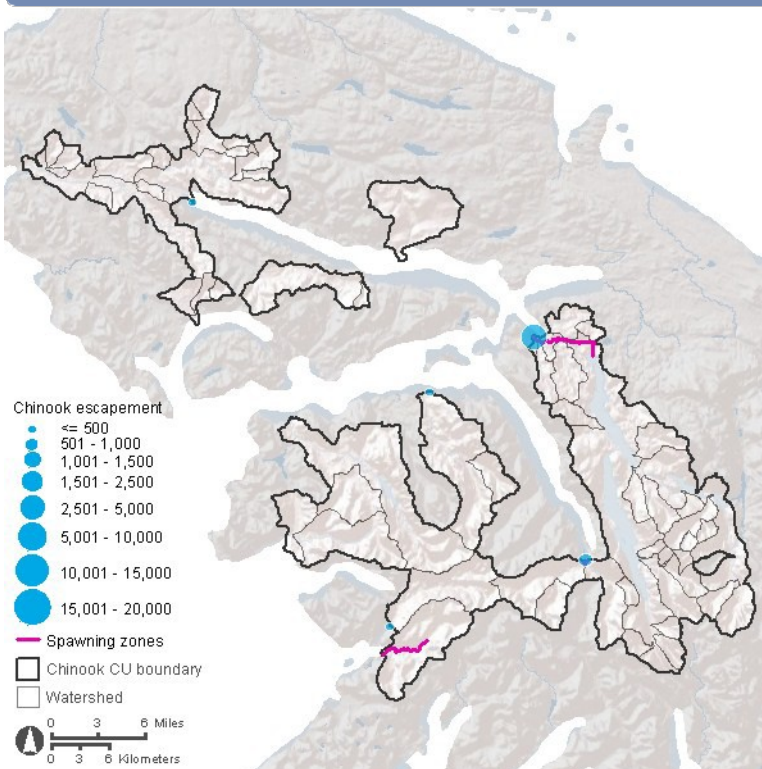 Chinook escapement
<= 500
501 - 1,000
1,001 - 1,500
1,501 - 2,500
2,501 - 5,000
5,001 - 10,000
10,001 - 15,000
15,001 - 20,000
Spawning zones
Chinook CU boundary
Watershed
0 3 6 Miles
0 3 6 Kilometers